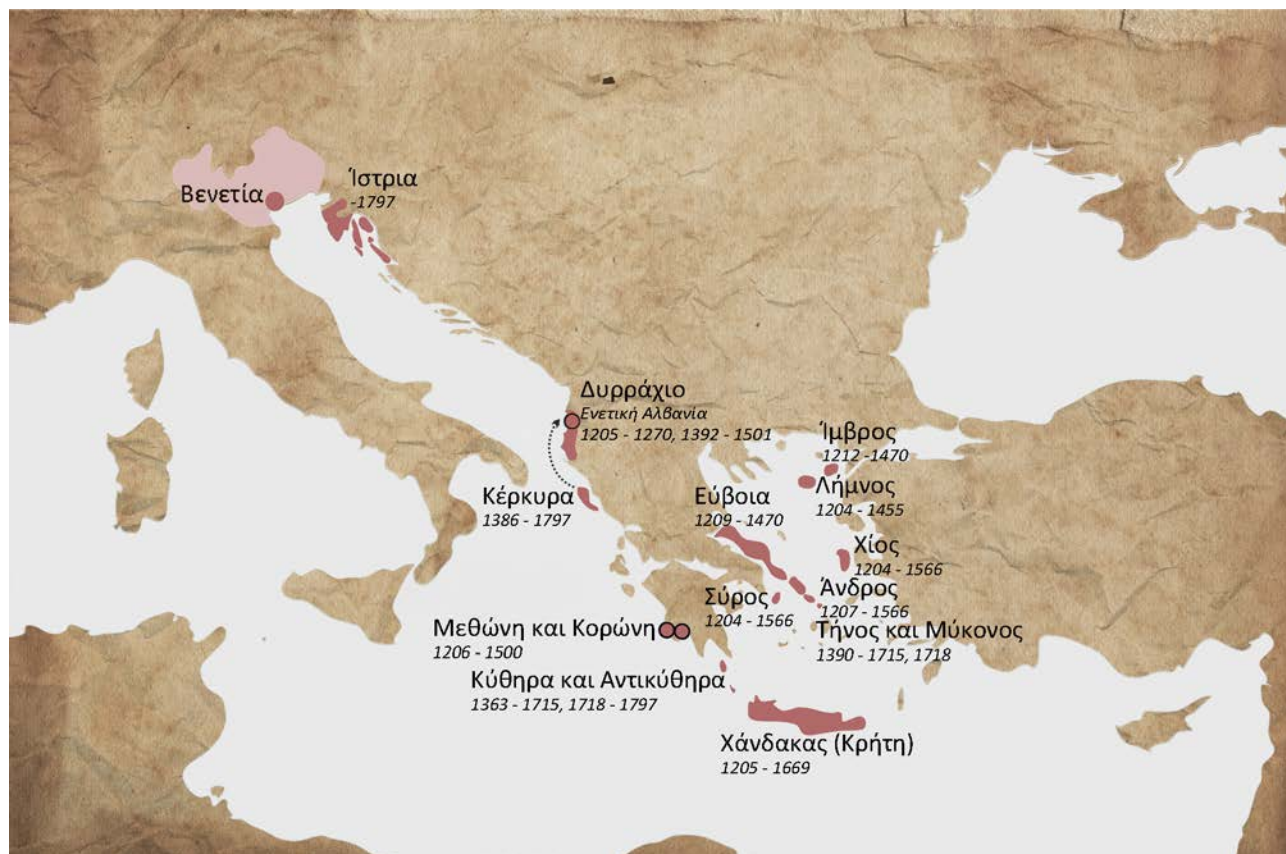 Βενετία
Ίστρια
-1797
Δυρράχιο
Ενετική Αλβανία
1205 - 1270, 1392 - 1501
Κέρκυρα
1386 - 1797
Εύβοια
1209 - 1470
Ίμβρος
1212 -1470
Λήμνος
1204 - 1455
Χίος
1204 - 1566
Σύρος
1204 - 1566
Άνδρος
1207 - 1566
Τήνος και Μύκονος
1390 - 1715, 1718
Μεθώνη και Κορώνη
1206 - 1500
Κύθηρα και Αντικύθηρα
1363 - 1715, 1718 - 1797
Χάνδακας (Κρήτη)
1205 - 1669